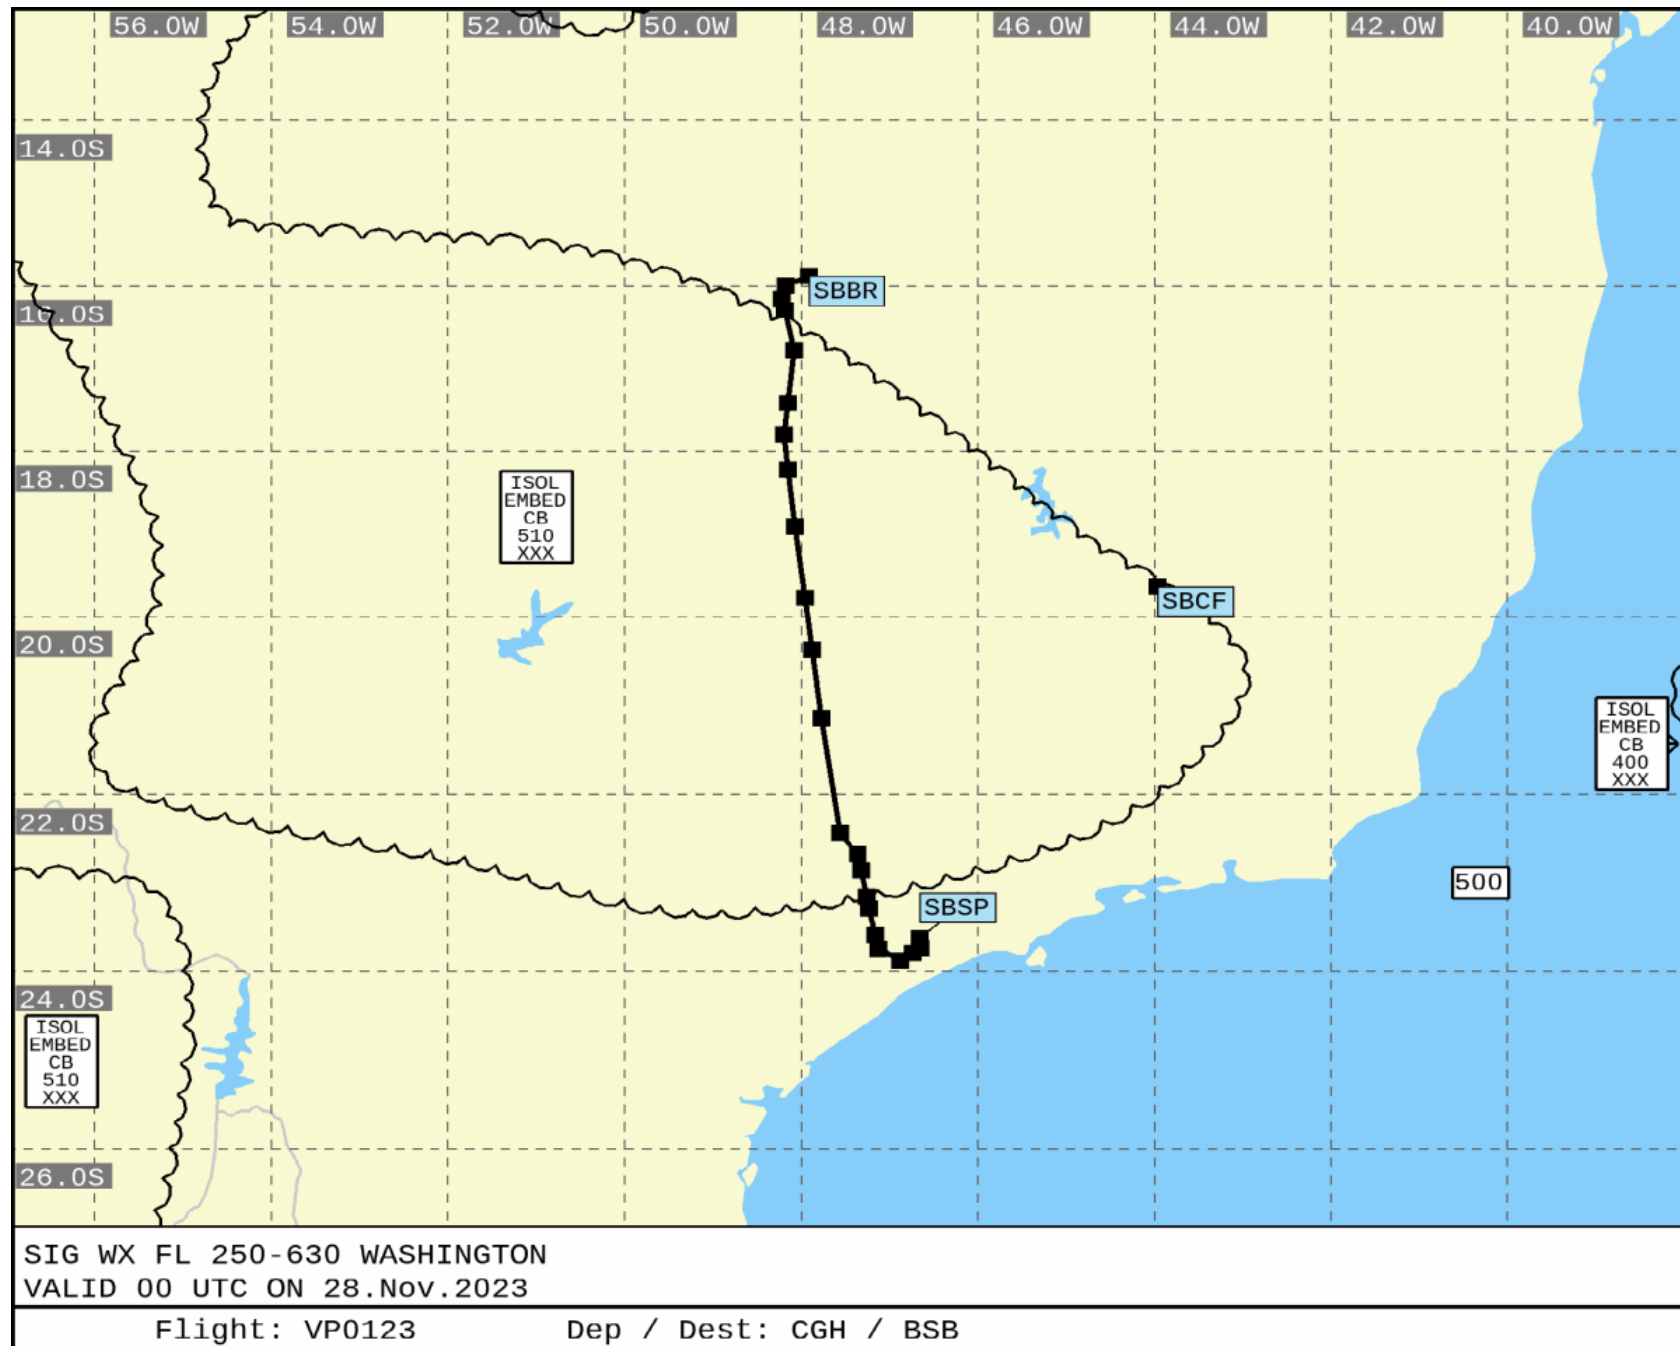 56.0W 54.0W 52.0W 50.0W 48.0W 46.0W 44.0W 42.0W 40.0W
14.0S
SBBR
16.0S
18.0S
ISOL
EMBED
CB
510
XXX
SBCF
20.0S
ISOL
EMBED
CB
400
XXX
22.0S
500
SBSP
24.0S
ISOL
EMBED
CB
510
XXX
26.0S
SIG WX FL 250-630 WASHINGTON
VALID 00 UTC ON 28.Nov.2023
Flight: VP0123 Dep / Dest: CGH / BSB